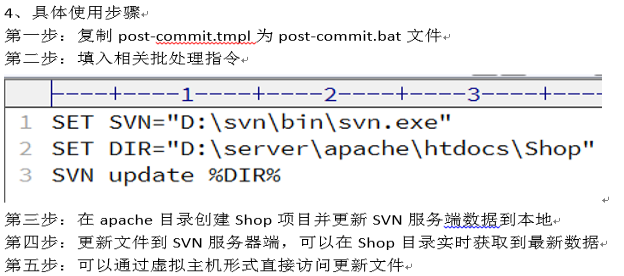 4、具体使用步骤
第一步：复制 post-commit.tmpl 为 post-commit.bat 文件
第二步：填入相关批处理指令
----+----1----+----2----+----3----+----
1 SET SVN="D:\svn\bin\svn.exe"
2 SET DIR="D:\server\apache\htdocs\Shop"
3 SVN update %DIR%
第三步：在 apache 目录创建 Shop 项目并更新 SVN 服务端数据到本地
第四步：更新文件到 SVN 服务器端，可以在 Shop 目录实时获取到最新数据
第五步：可以通过虚拟主机形式直接访问更新文件